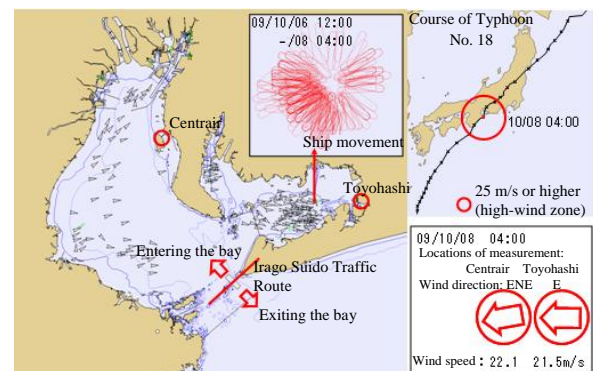 09/10/06 12:00
-/08 04:00
Ship movement
Centrair
Toyohashi
Entering the bay
Irago Suido Traffic
Route
Exiting the bay
Course of Typhoon
No. 18
10/08 04:00
25 m/s or higher
(high-wind zone)
09/10/08 04:00
Locations of measurement:
Centrair Toyohashi
Wind direction: ENE E
Wind speed : 22.1 21.5m/s